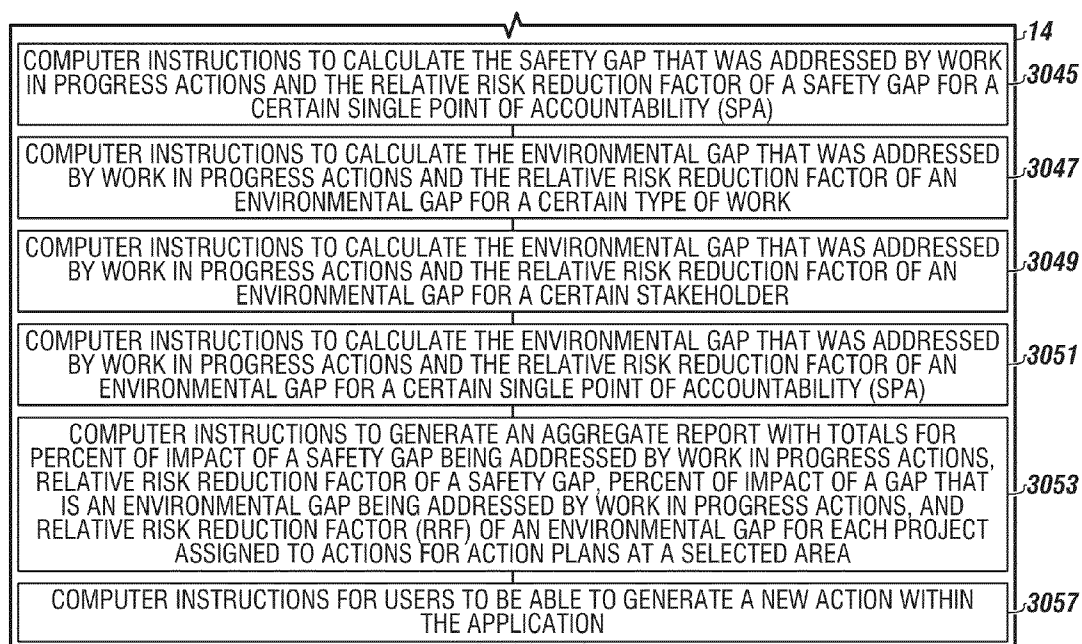 14
COMPUTER INSTRUCTIONS TO CALCULATE THE SAFETY GAP THAT WAS ADDRESSED BY WORK
IN PROGRESS ACTIONS AND THE RELATIVE RISK REDUCTION FACTOR OF A SAFETY GAP FOR A
CERTAIN SINGLE POINT OF ACCOUNTABILITY (SPA)
3045
COMPUTER INSTRUCTIONS TO CALCULATE THE ENVIRONMENTAL GAP THAT WAS ADDRESSED
BY WORK IN PROGRESS ACTIONS AND THE RELATIVE RISK REDUCTION FACTOR OF AN
ENVIRONMENTAL GAP FOR A CERTAIN TYPE OF WORK
3047
COMPUTER INSTRUCTIONS TO CALCULATE THE ENVIRONMENTAL GAP THAT WAS ADDRESSED
BY WORK IN PROGRESS ACTIONS AND THE RELATIVE RISK REDUCTION FACTOR OF AN
ENVIRONMENTAL GAP FOR A CERTAIN STAKEHOLDER
3049
COMPUTER INSTRUCTIONS TO CALCULATE THE ENVIRONMENTAL GAP THAT WAS ADDRESSED
BY WORK IN PROGRESS ACTIONS AND THE RELATIVE RISK REDUCTION FACTOR OF AN
ENVIRONMENTAL GAP FOR A CERTAIN SINGLE POINT OF ACCOUNTABILITY (SPA)
3051
COMPUTER INSTRUCTIONS TO GENERATE AN AGGREGATE REPORT WITH TOTALS FOR
PERCENT OF IMPACT OF A SAFETY GAP BEING ADDRESSED BY WORK IN PROGRESS ACTIONS,
RELATIVE RISK REDUCTION FACTOR OF A SAFETY GAP, PERCENT OF IMPACT OF A GAP THAT
IS AN ENVIRONMENTAL GAP BEING ADDRESSED BY WORK IN PROGRESS ACTIONS, AND
RELATIVE RISK REDUCTION FACTOR (RRF) OF AN ENVIRONMENTAL GAP FOR EACH PROJECT
ASSIGNED TO ACTIONS FOR ACTION PLANS AT A SELECTED AREA
3053
COMPUTER INSTRUCTIONS FOR USERS TO BE ABLE TO GENERATE A NEW ACTION WITHIN
THE APPLICATION
3057